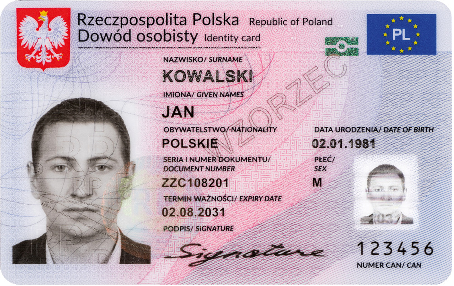 Rzeczpospolita Polska Republic of Poland
Dowód osobisty Identity card
PL
NAZWISKO/ SURNAME
KOWALSKI
IMIONA/ GIVEN NAMES
JAN
OBYWATELSTWO/ NATIONALITY DATA URODZENIA/ DATE OF BIRTH
POLSKIE 02.01.1981
SERIA I NUMER DOKUMENTU/ PŁEĆ/
DOCUMENT NUMBER SEX
ZZC108201 M
TERMIN WAŻNOŚCI/ EXPIRY DATE
02.08.2031
PODPIS/ SIGNATURE
Signature
123456
NUMER CAN/ CAN
WZORZEC